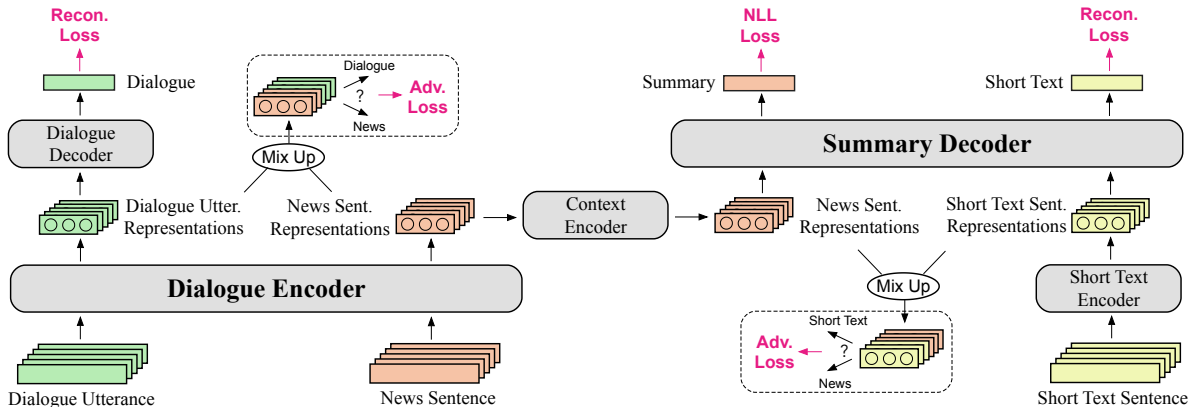 Recon.
Loss
Dialogue
Dialogue
Decoder
Dialogue
?
News
Adv.
Loss
Mix Up
Dialogue Utter.
Representations
News Sent.
Representations
Dialogue Encoder
Dialogue Utterance
News Sentence
Context
Encoder
NLL
Loss
Summary
Recon.
Loss
Short Text
Summary Decoder
News Sent.
Representations
Short Text Sent.
Representations
Mix Up
Short Text
?
News
Adv.
Loss
Short Text
Encoder
Short Text Sentence